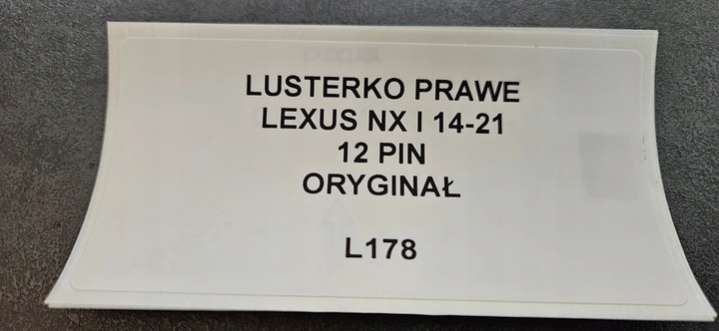 LUSTERKO PRAWE
LEXUS NX I 14-21
12 PIN
ORYGINAŁ
L178